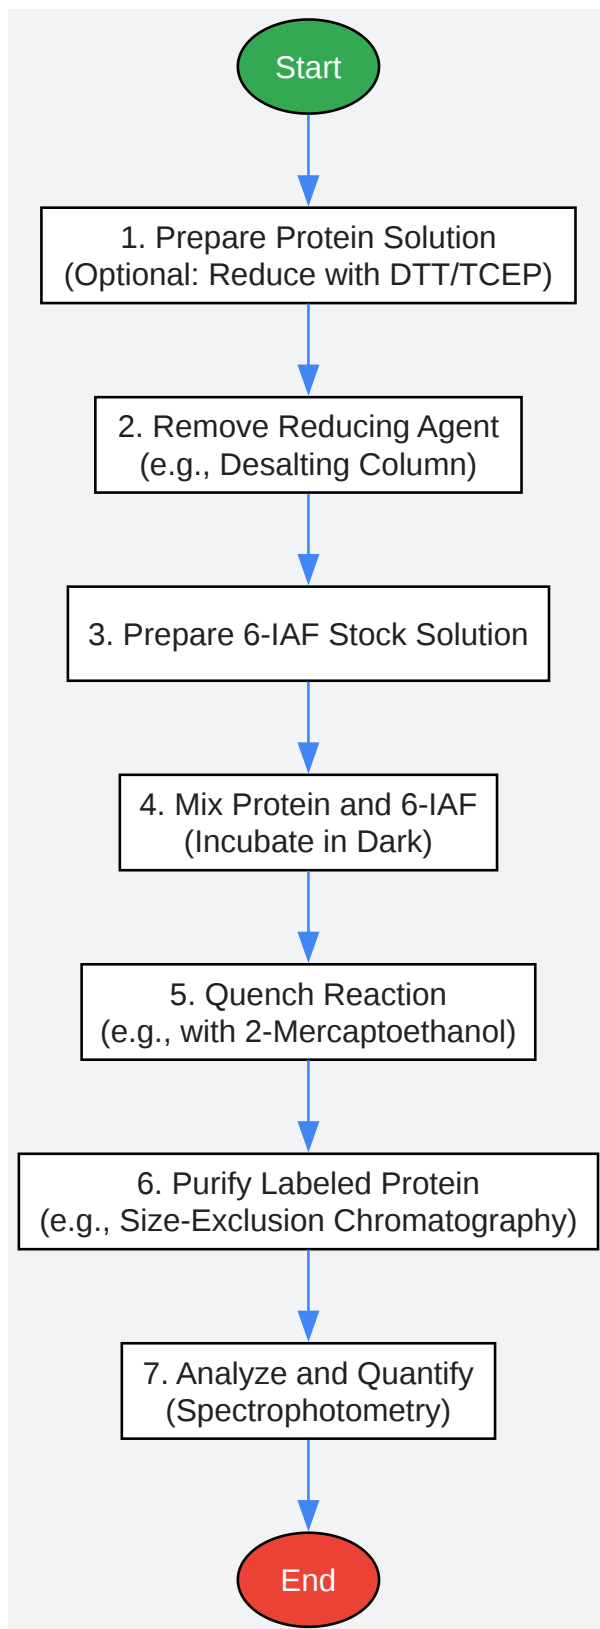 Start
1. Prepare Protein Solution
(Optional: Reduce with DTT/TCEP)
2. Remove Reducing Agent
(e.g., Desalting Column)
3. Prepare 6-IAF Stock Solution
4. Mix Protein and 6-IAF
(Incubate in Dark)
5. Quench Reaction
(e.g., with 2-Mercaptoethanol)
6. Purify Labeled Protein
(e.g., Size-Exclusion Chromatography)
7. Analyze and Quantify
(Spectrophotometry)
End